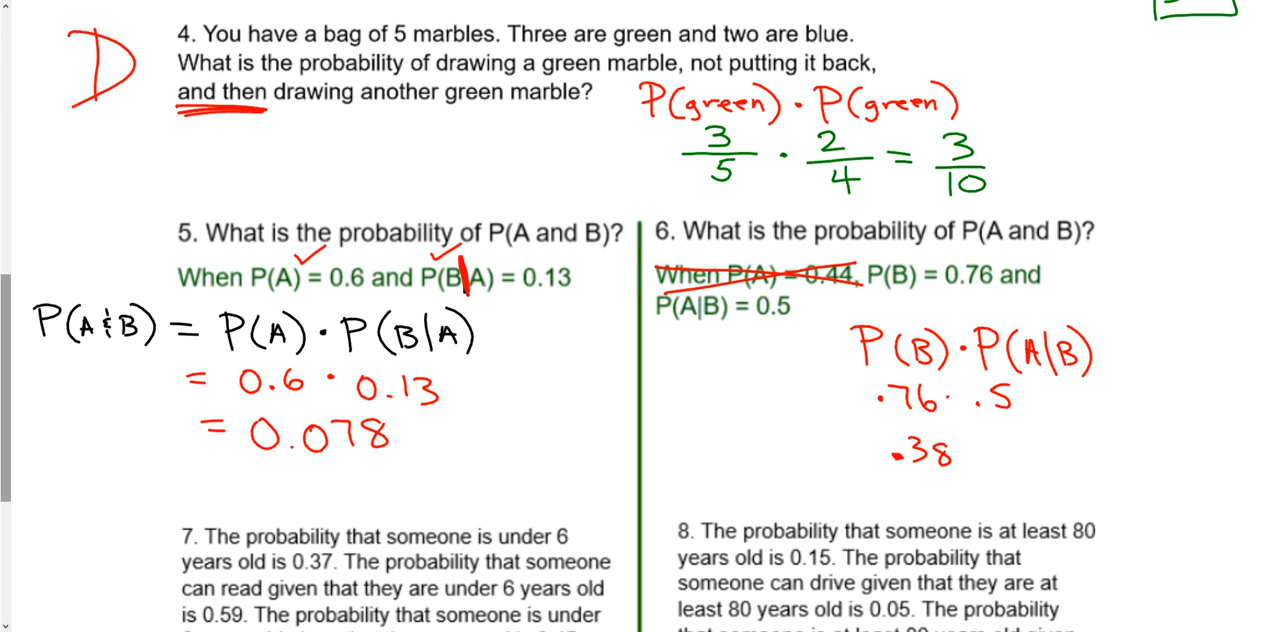 D
4. You have a bag of 5 marbles. Three are green and two are blue.
What is the probability of drawing a green marble, not putting it back,
and then drawing another green marble?
P(green) · P(green)
3/5 · 2/4 = 3/10
5. What is the probability of P(A and B)?
When P(A) = 0.6 and P(B|A) = 0.13
P(A & B) = P(A) · P(B|A)
= 0.6 · 0.13
= 0.078
6. What is the probability of P(A and B)?
When P(A) = 0.44, P(B) = 0.76 and
P(A|B) = 0.5
P(B) · P(A|B)
.76 · .5
.38
7. The probability that someone is under 6
years old is 0.37. The probability that someone
can read given that they are under 6 years old
is 0.59. The probability that someone is under
8. The probability that someone is at least 80
years old is 0.15. The probability that
someone can drive given that they are at
least 80 years old is 0.05. The probability